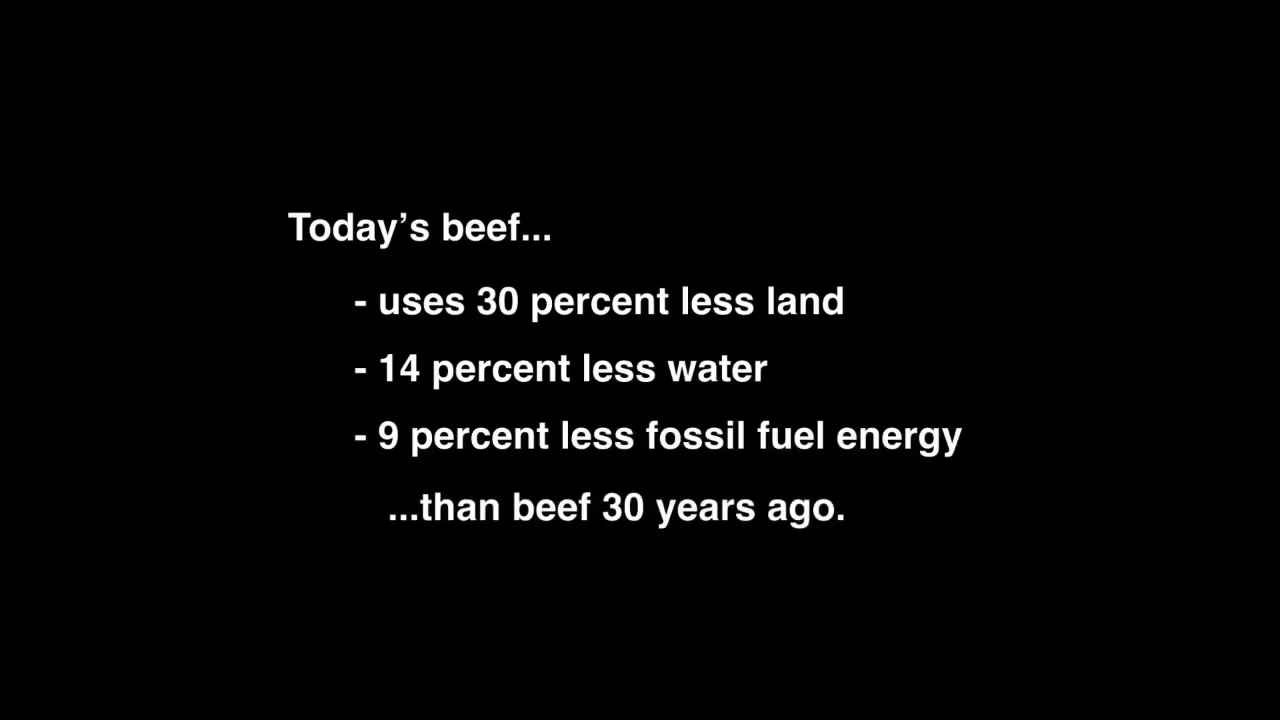 Today’s beef...
- uses 30 percent less land
- 14 percent less water
- 9 percent less fossil fuel energy
...than beef 30 years ago.